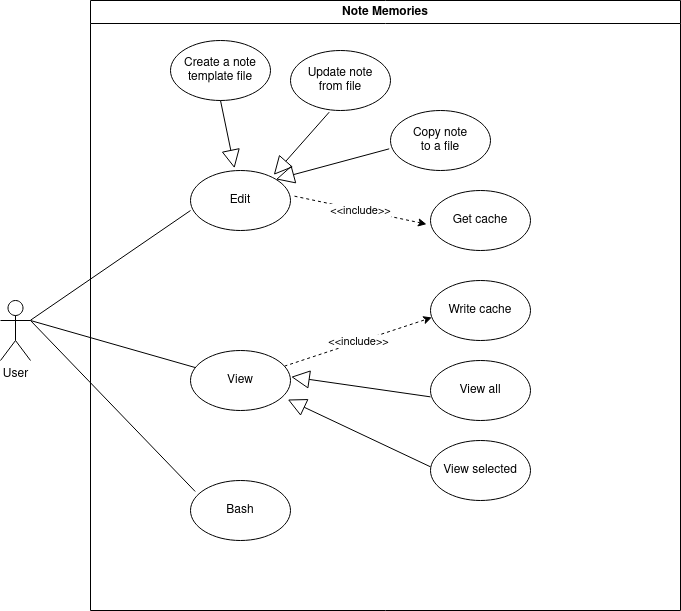 Note Memories
Create a note
template file
Update note
from file
Copy note
to a file
Edit
<<include>>
Get cache
Write cache
<<include>>
User
View
View all
View selected
Bash